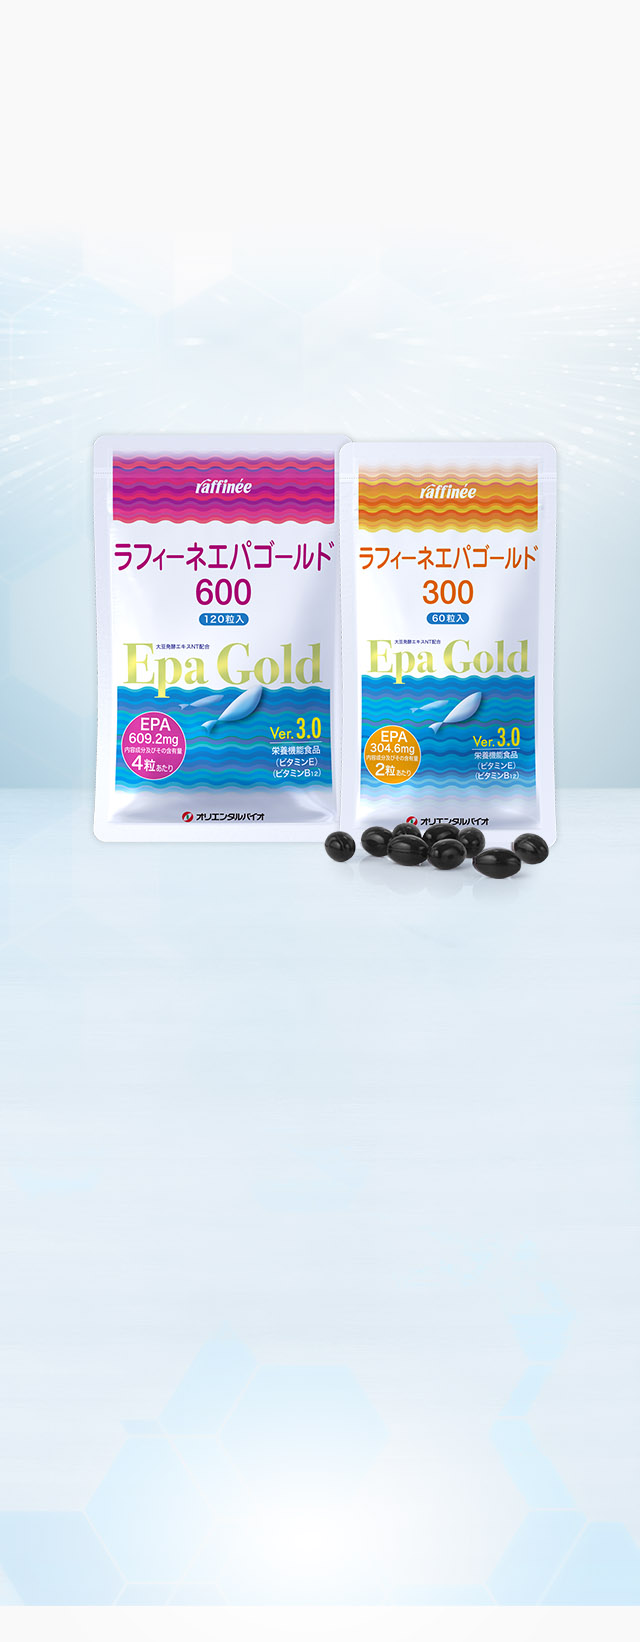 raffinée
ラフィーネエパゴールド
600
120粒入
大豆発酵エキスNT配合
Epa Gold
EPA
609.2mg
内容成分及びその含有量
4粒あたり
Ver.3.0
栄養機能食品
(ビタミンE)
(ビタミンB12)
オリエンタルバイオ
raffinée
ラフィーネエパゴールド
300
60粒入
大豆発酵エキスNT配合
Epa Gold
EPA
304.6mg
内容成分及びその含有量
2粒あたり
Ver.3.0
栄養機能食品
(ビタミンE)
(ビタミンB12)
オリエンタルバイオ